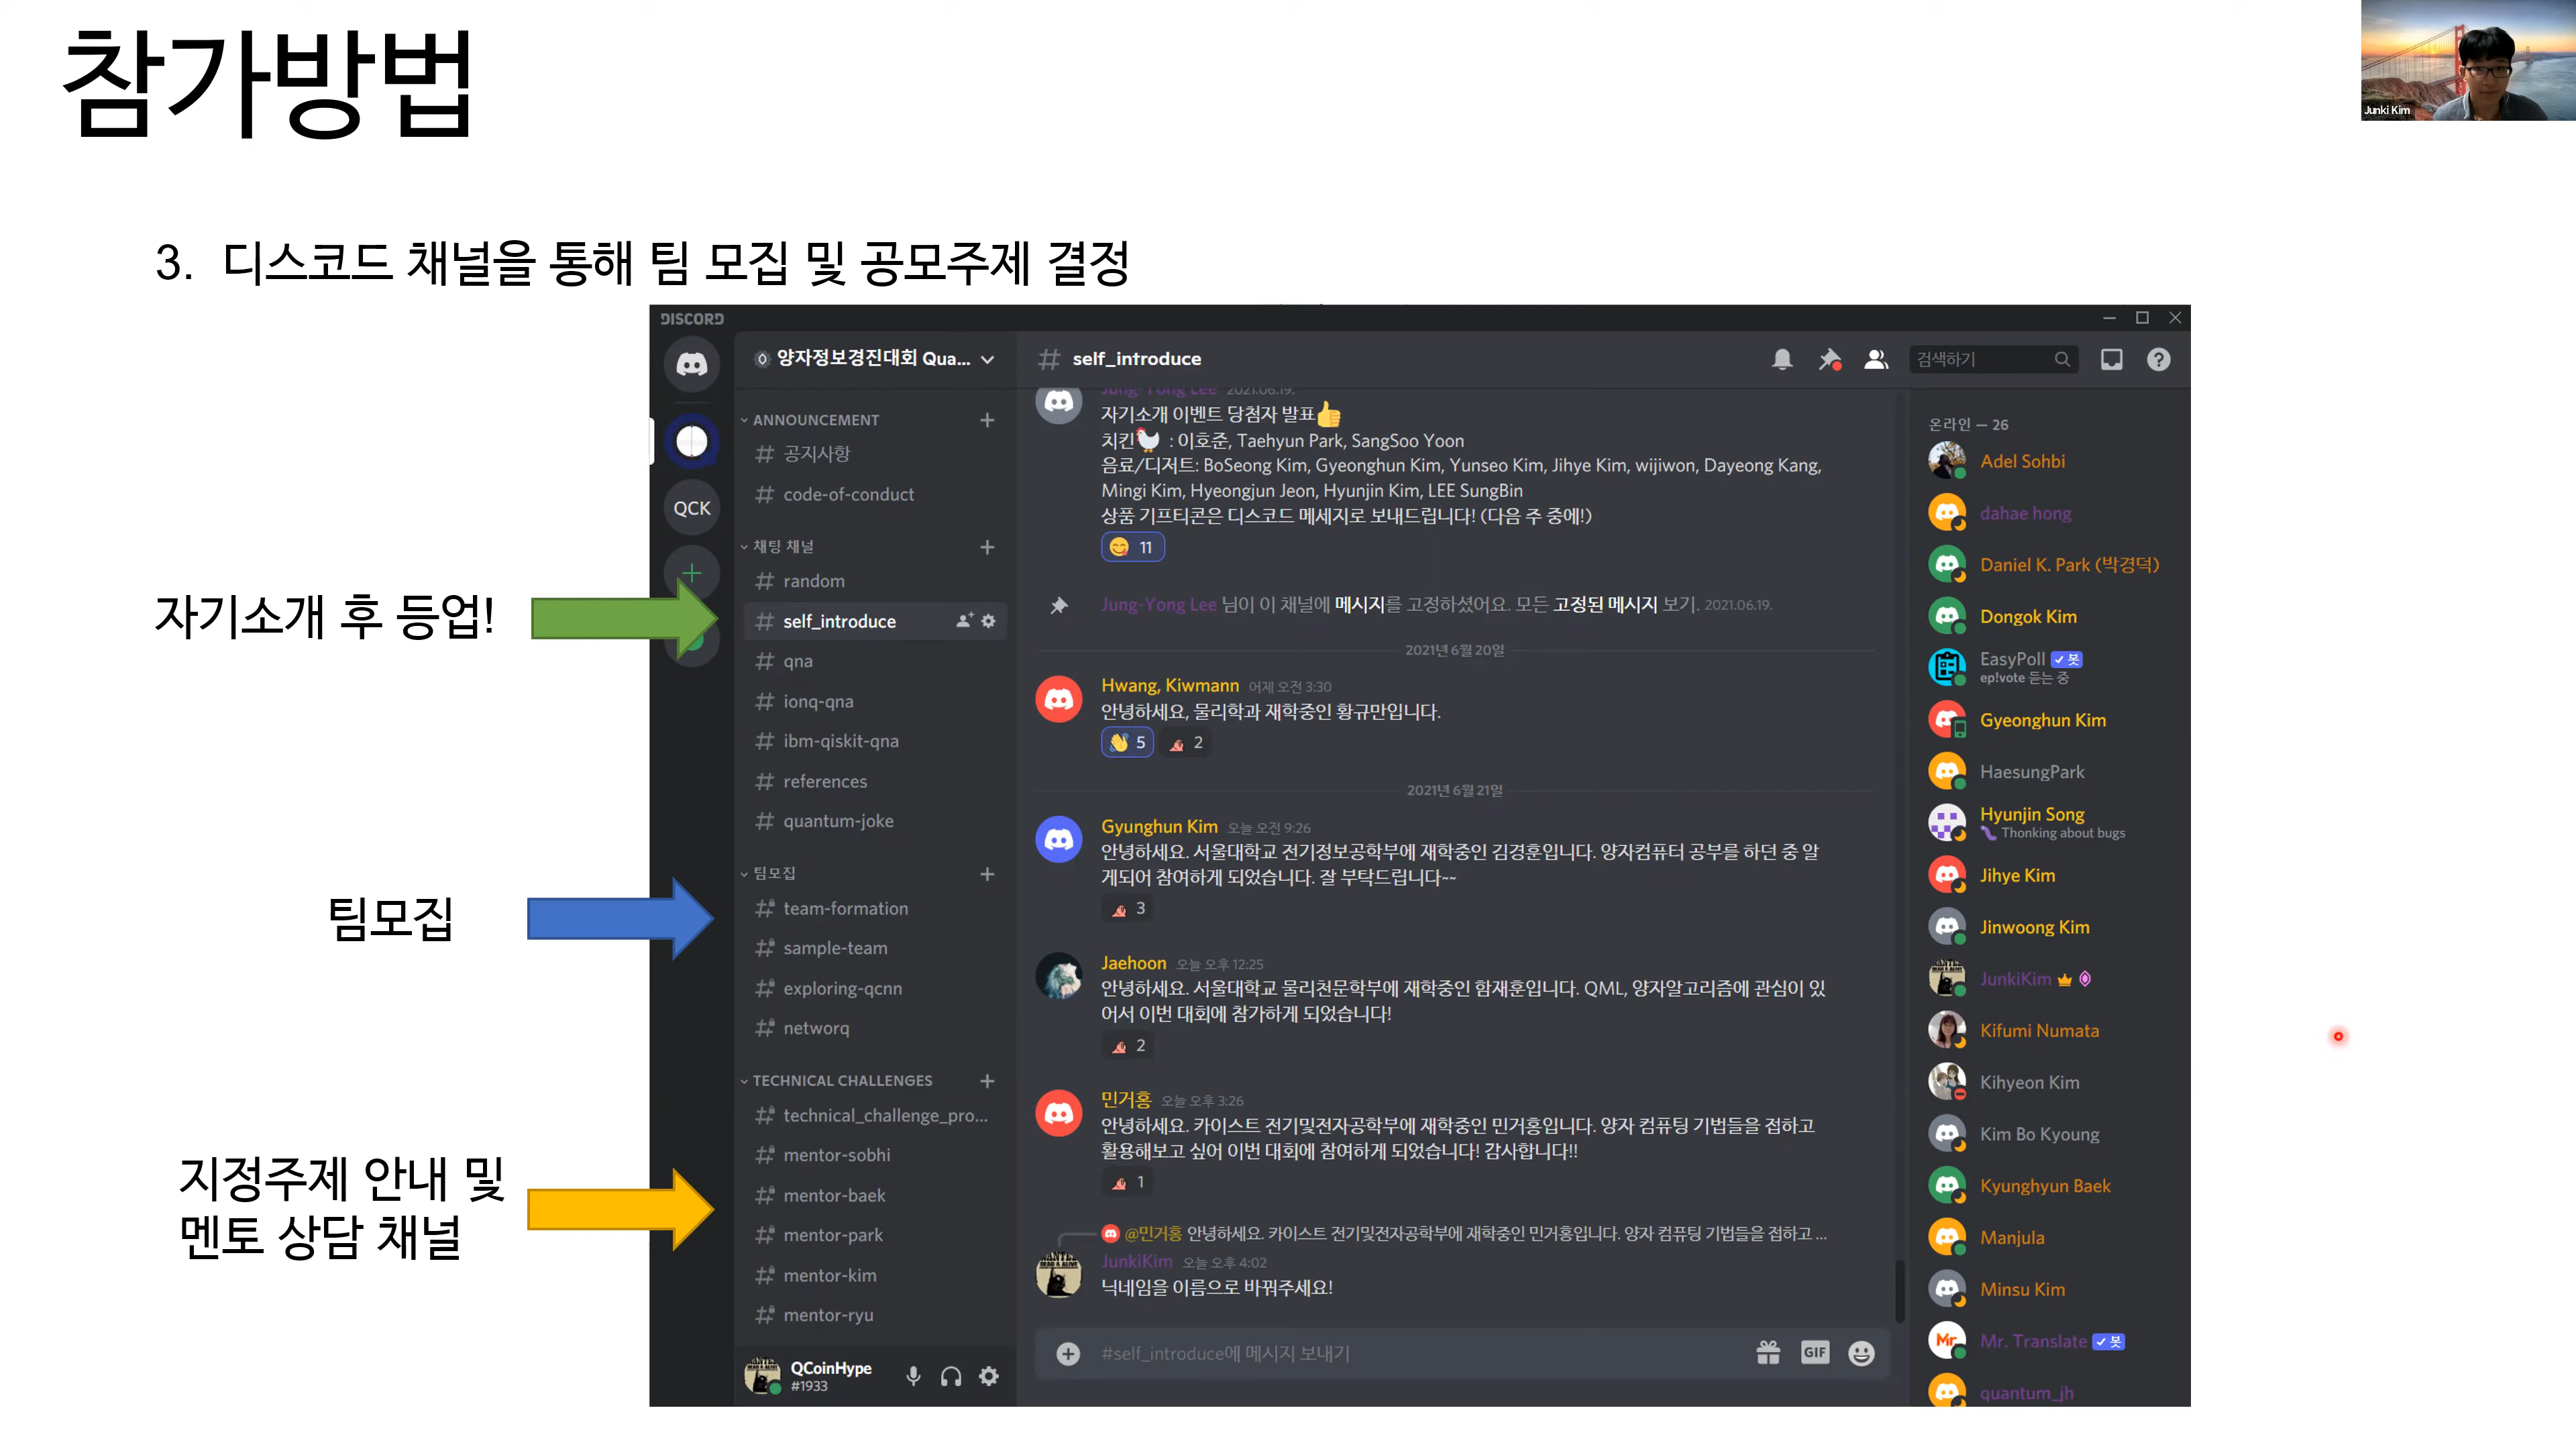 참가방법
Junki Kim
3. 디스코드 채널을 통해 팀 모집 및 공모주제 결정
자기소개 후 등업!
팀모집
지정주제 안내 및
멘토 상담 채널
DISCORD
QCK
양자정보경진대회 Qua...
ANNOUNCEMENT
# 공지사항
# code-of-conduct
채팅 채널
# random
# self_introduce
# qna
# ionq-qna
# ibm-qiskit-qna
# references
# quantum-joke
팀모집
# team-formation
# sample-team
# exploring-qcnn
# networq
TECHNICAL CHALLENGES
# technical_challenge_pro...
# mentor-sobhi
# mentor-baek
# mentor-park
# mentor-kim
# mentor-ryu
QCoinHype
#1933
# self_introduce
검색하기
Jung-Yong Lee 2021.06.19.
자기소개 이벤트 당첨자 발표👍
치킨🐔 : 이호준, Taehyun Park, SangSoo Yoon
음료/디저트: BoSeong Kim, Gyeonghun Kim, Yunseo Kim, Jihye Kim, wijiwon, Dayeong Kang,
Mingi Kim, Hyeongjun Jeon, Hyunjin Kim, LEE SungBin
상품 기프티콘은 디스코드 메세지로 보내드립니다! (다음 주 중에!)
😋 11
Jung-Yong Lee 님이 이 채널에 메시지를 고정하셨어요. 모든 고정된 메시지 보기. 2021.06.19.
2021년 6월 20일
Hwang, Kiwmann 어제 오전 3:30
안녕하세요, 물리학과 재학중인 황규만입니다.
👋 5 2
2021년 6월 21일
Gyunghun Kim 오늘 오전 9:26
안녕하세요. 서울대학교 전기정보공학부에 재학중인 김경훈입니다. 양자컴퓨터 공부를 하던 중 알
게되어 참여하게 되었습니다. 잘 부탁드립니다~~
3
Jaehoon 오늘 오후 12:25
안녕하세요. 서울대학교 물리천문학부에 재학중인 함재훈입니다. QML, 양자알고리즘에 관심이 있
어서 이번 대회에 참가하게 되었습니다!
2
민거홍 오늘 오후 3:26
안녕하세요. 카이스트 전기및전자공학부에 재학중인 민거홍입니다. 양자 컴퓨팅 기법들을 접하고
활용해보고 싶어 이번 대회에 참여하게 되었습니다! 감사합니다!!
1
@민거홍 안녕하세요. 카이스트 전기및전자공학부에 재학중인 민거홍입니다. 양자 컴퓨팅 기법들을 접하고 ...
JunkiKim 오늘 오후 4:02
닉네임을 이름으로 바꿔주세요!
#self_introduce에 메시지 보내기
GIF
온라인 — 26
Adel Sohbi
dahae hong
Daniel K. Park (박경덕)
Dongok Kim
EasyPoll ✓ 봇
ep!vote 듣는 중
Gyeonghun Kim
HaesungPark
Hyunjin Song
Thonking about bugs
Jihye Kim
Jinwoong Kim
JunkiKim
Kifumi Numata
Kihyeon Kim
Kim Bo Kyoung
Kyunghyun Baek
Manjula
Minsu Kim
Mr. Translate ✓ 봇
quantum_jh